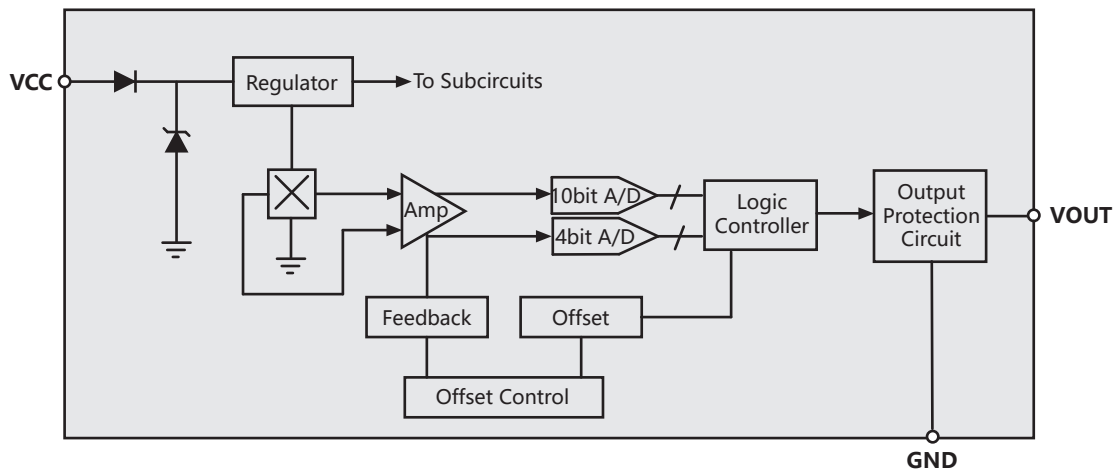 VCC
Regulator
To Subcircuits
Amp
10bit A/D
4bit A/D
Logic
Controller
Output
Protection
Circuit
VOUT
Feedback
Offset
Offset Control
GND